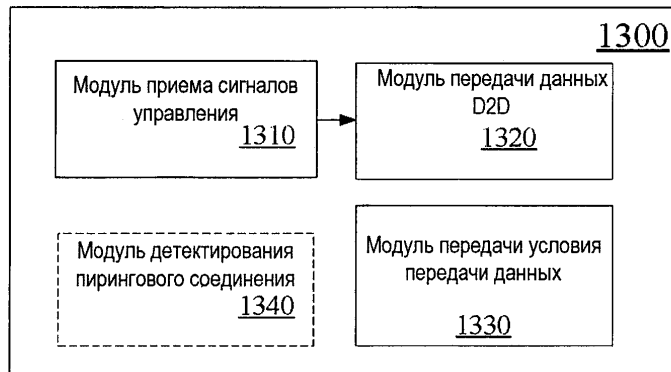 1300
Модуль приема сигналов
управления
1310
Модуль передачи данных
D2D
1320
Модуль детектирования
пирингового соединения
1340
Модуль передачи условия
передачи данных
1330